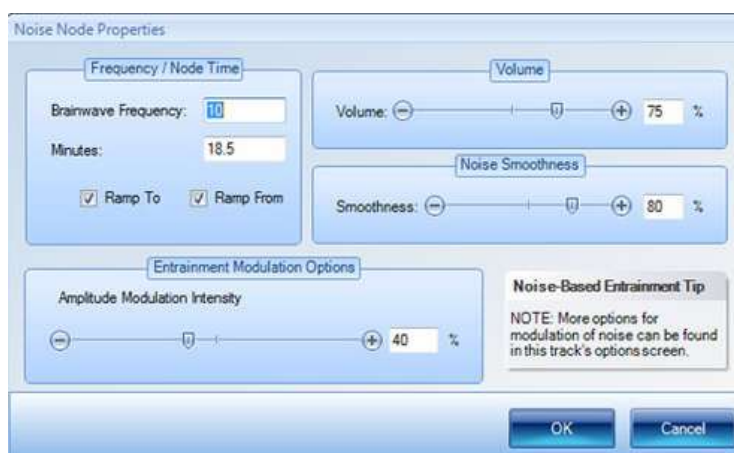 Noise Node Properties
Frequency / Node Time
Brainwave Frequency: 10
Minutes: 18.5
Ramp To Ramp From
Volume
Volume: 75 %
Noise Smoothness
Smoothness: 80 %
Entrainment Modulation Options
Amplitude Modulation Intensity
40 %
Noise-Based Entrainment Tip
NOTE: More options for
modulation of noise can be found
in this track's options screen.
OK Cancel